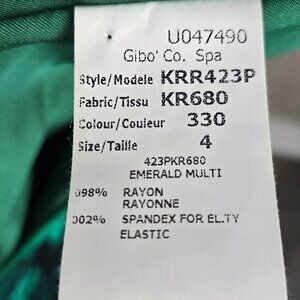 U047490
Gibo' Co. Spa
Style/Modele KRR423P
Fabric/Tissu KR680
Colour/Couleur 330
Size/Taille 4
423PKR680
EMERALD MULTI
098% RAYON
RAYONNE
002% SPANDEX FOR EL.TY
ELASTIC